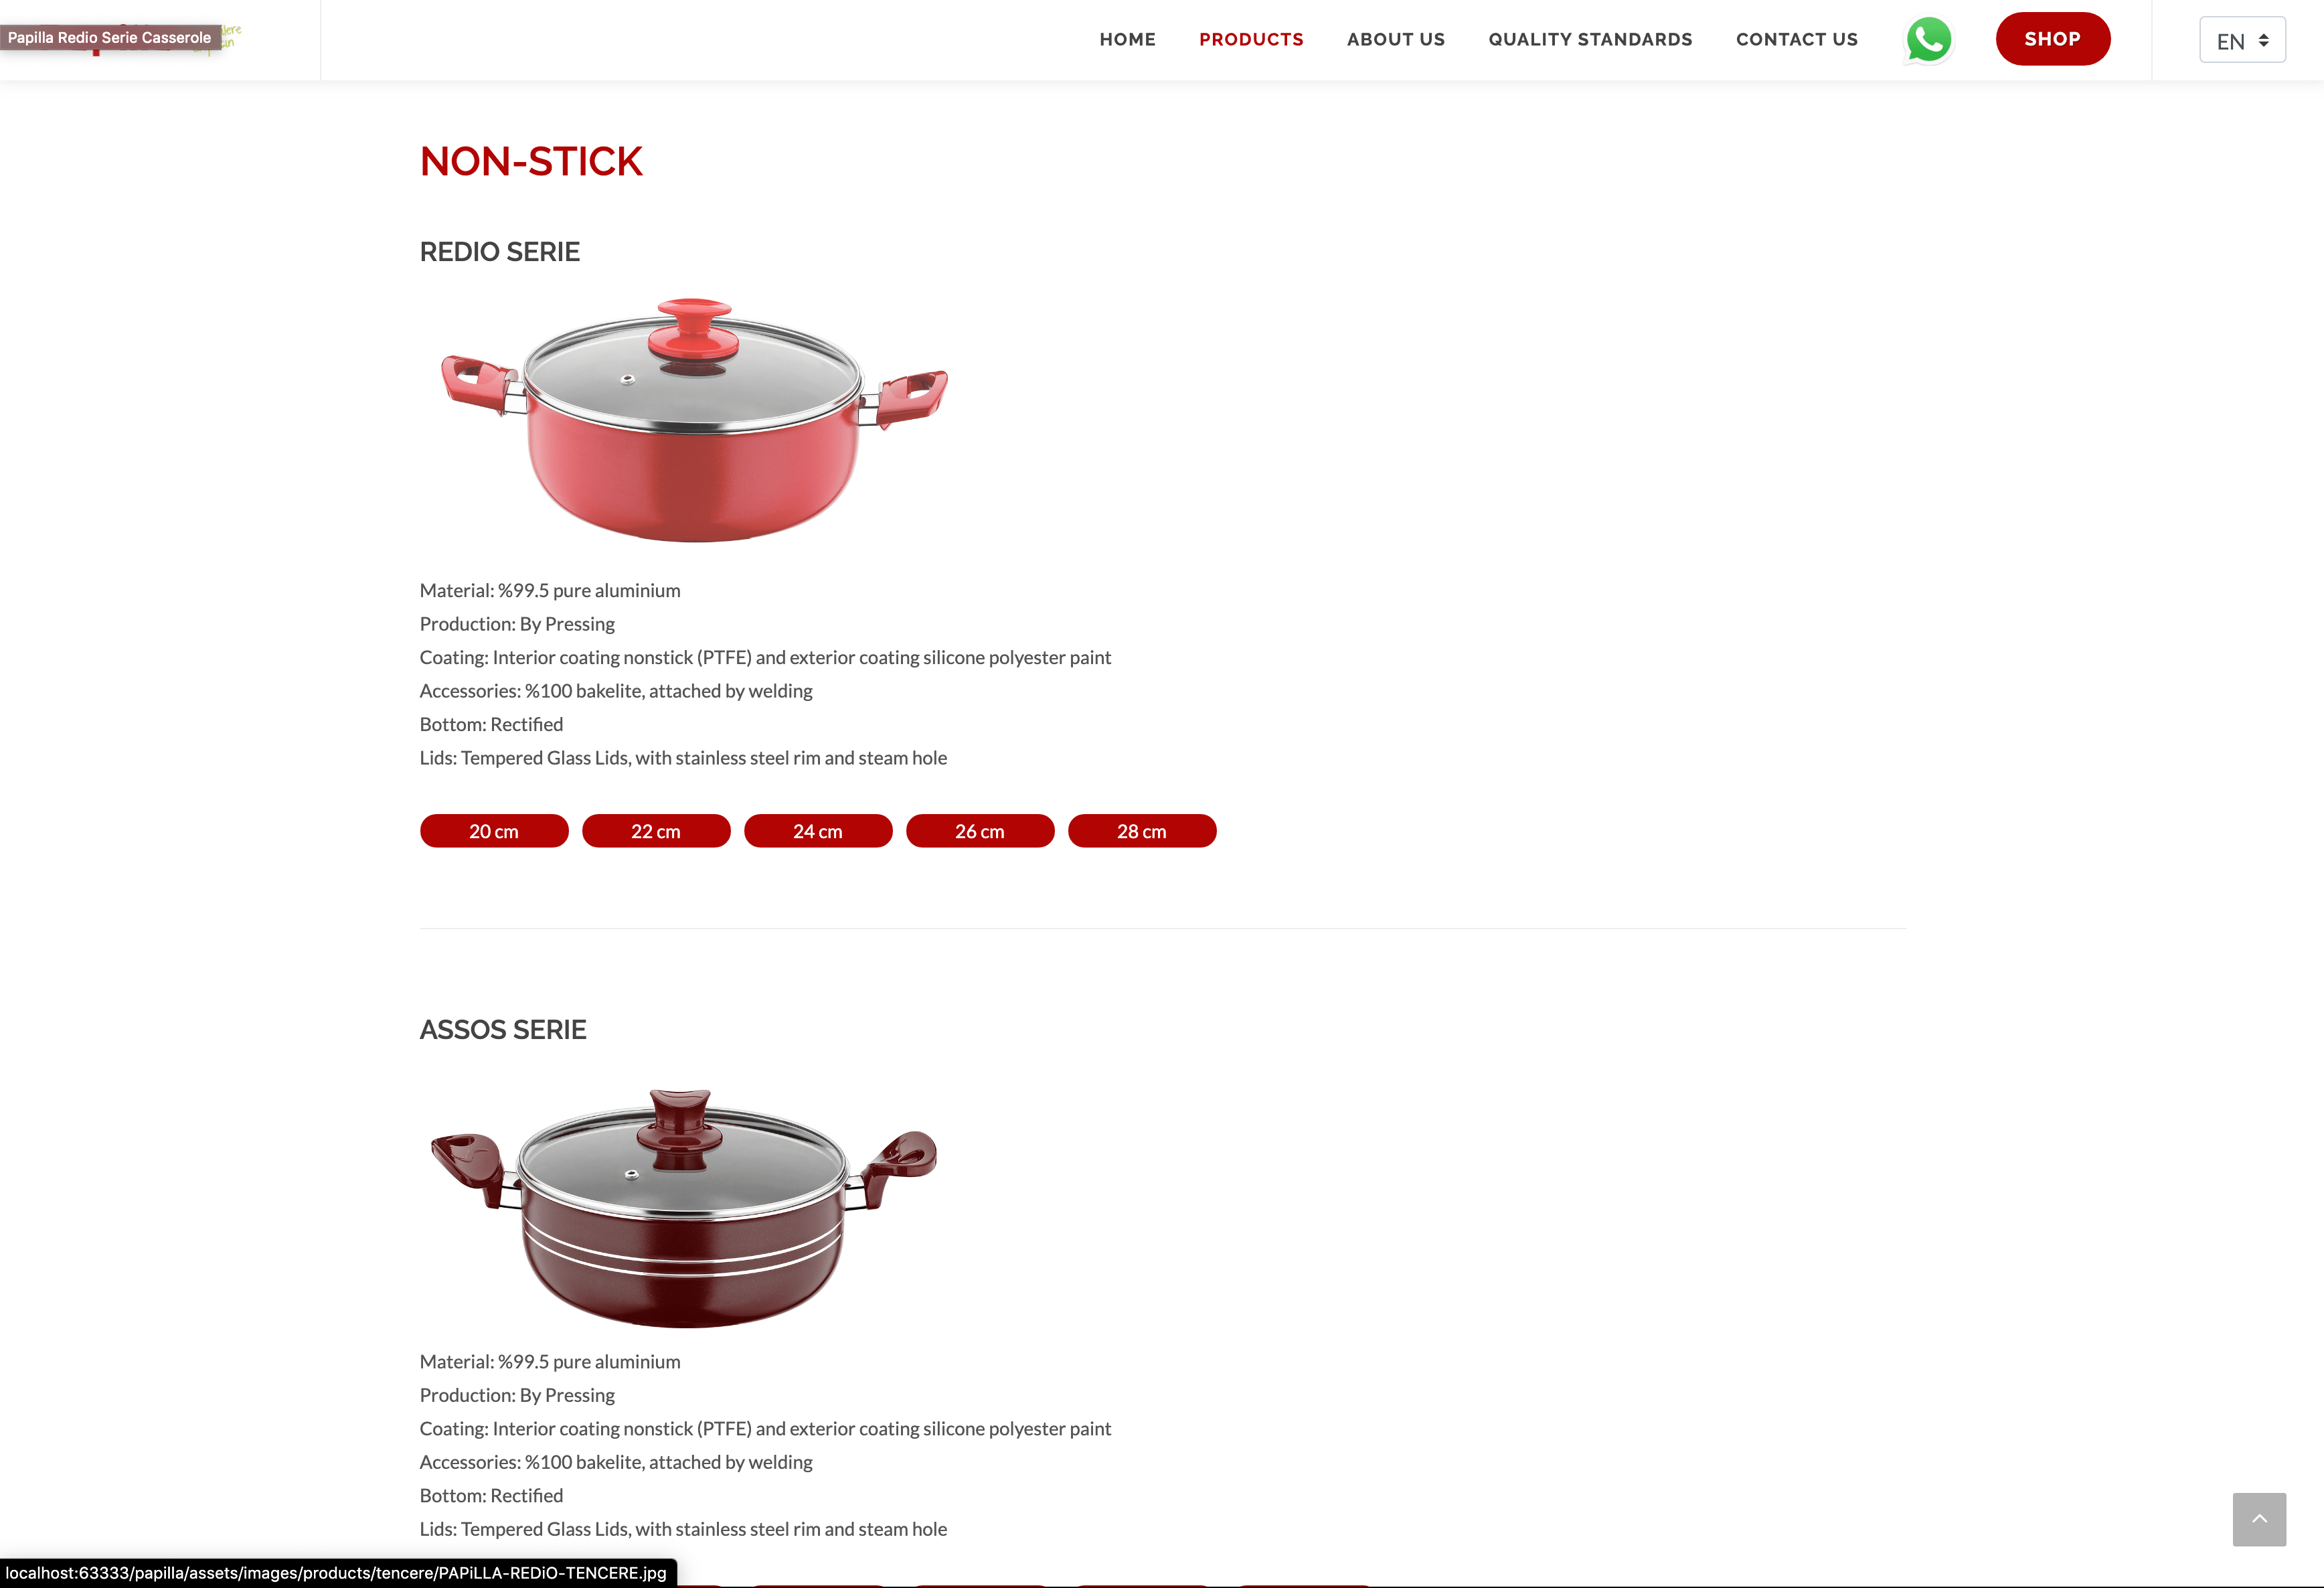 Papilla Redio Serie Casserole
HOME
PRODUCTS
ABOUT US
QUALITY STANDARDS
CONTACT US
SHOP
EN
NON-STICK
REDIO SERIE
Material: %99.5 pure aluminium
Production: By Pressing
Coating: Interior coating nonstick (PTFE) and exterior coating silicone polyester paint
Accessories: %100 bakelite, attached by welding
Bottom: Rectified
Lids: Tempered Glass Lids, with stainless steel rim and steam hole
20 cm
22 cm
24 cm
26 cm
28 cm
ASSOS SERIE
Material: %99.5 pure aluminium
Production: By Pressing
Coating: Interior coating nonstick (PTFE) and exterior coating silicone polyester paint
Accessories: %100 bakelite, attached by welding
Bottom: Rectified
Lids: Tempered Glass Lids, with stainless steel rim and steam hole
localhost:63333/papilla/assets/images/products/tencere/PAPiLLA-REDiO-TENCERE.jpg